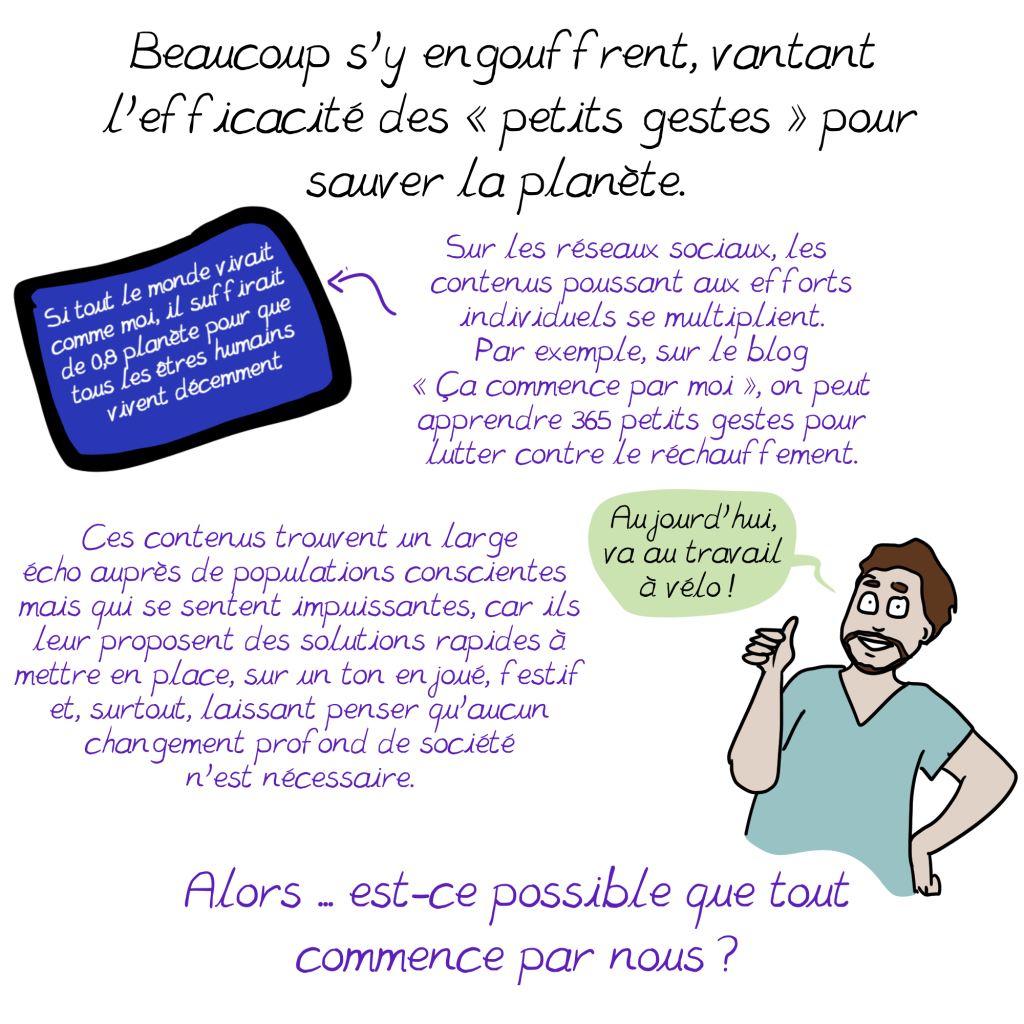 Beaucoup s'y engouffrent, vantant
l'efficacité des « petits gestes » pour
sauver la planète.
Si tout le monde vivait
comme moi, il suffirait
de 0,8 planète pour que
tous les êtres humains
vivent décemment
Sur les réseaux sociaux, les
contenus poussant aux efforts
individuels se multiplient.
Par exemple, sur le blog
« Ça commence par moi », on peut
apprendre 365 petits gestes pour
lutter contre le réchauffement.
Ces contenus trouvent un large
écho auprès de populations conscientes
mais qui se sentent impuissantes, car ils
leur proposent des solutions rapides à
mettre en place, sur un ton enjoué, festif
et, surtout, laissant penser qu'aucun
changement profond de société
n'est nécessaire.
Aujourd'hui,
va au travail
à vélo !
Alors ... est-ce possible que tout
commence par nous ?